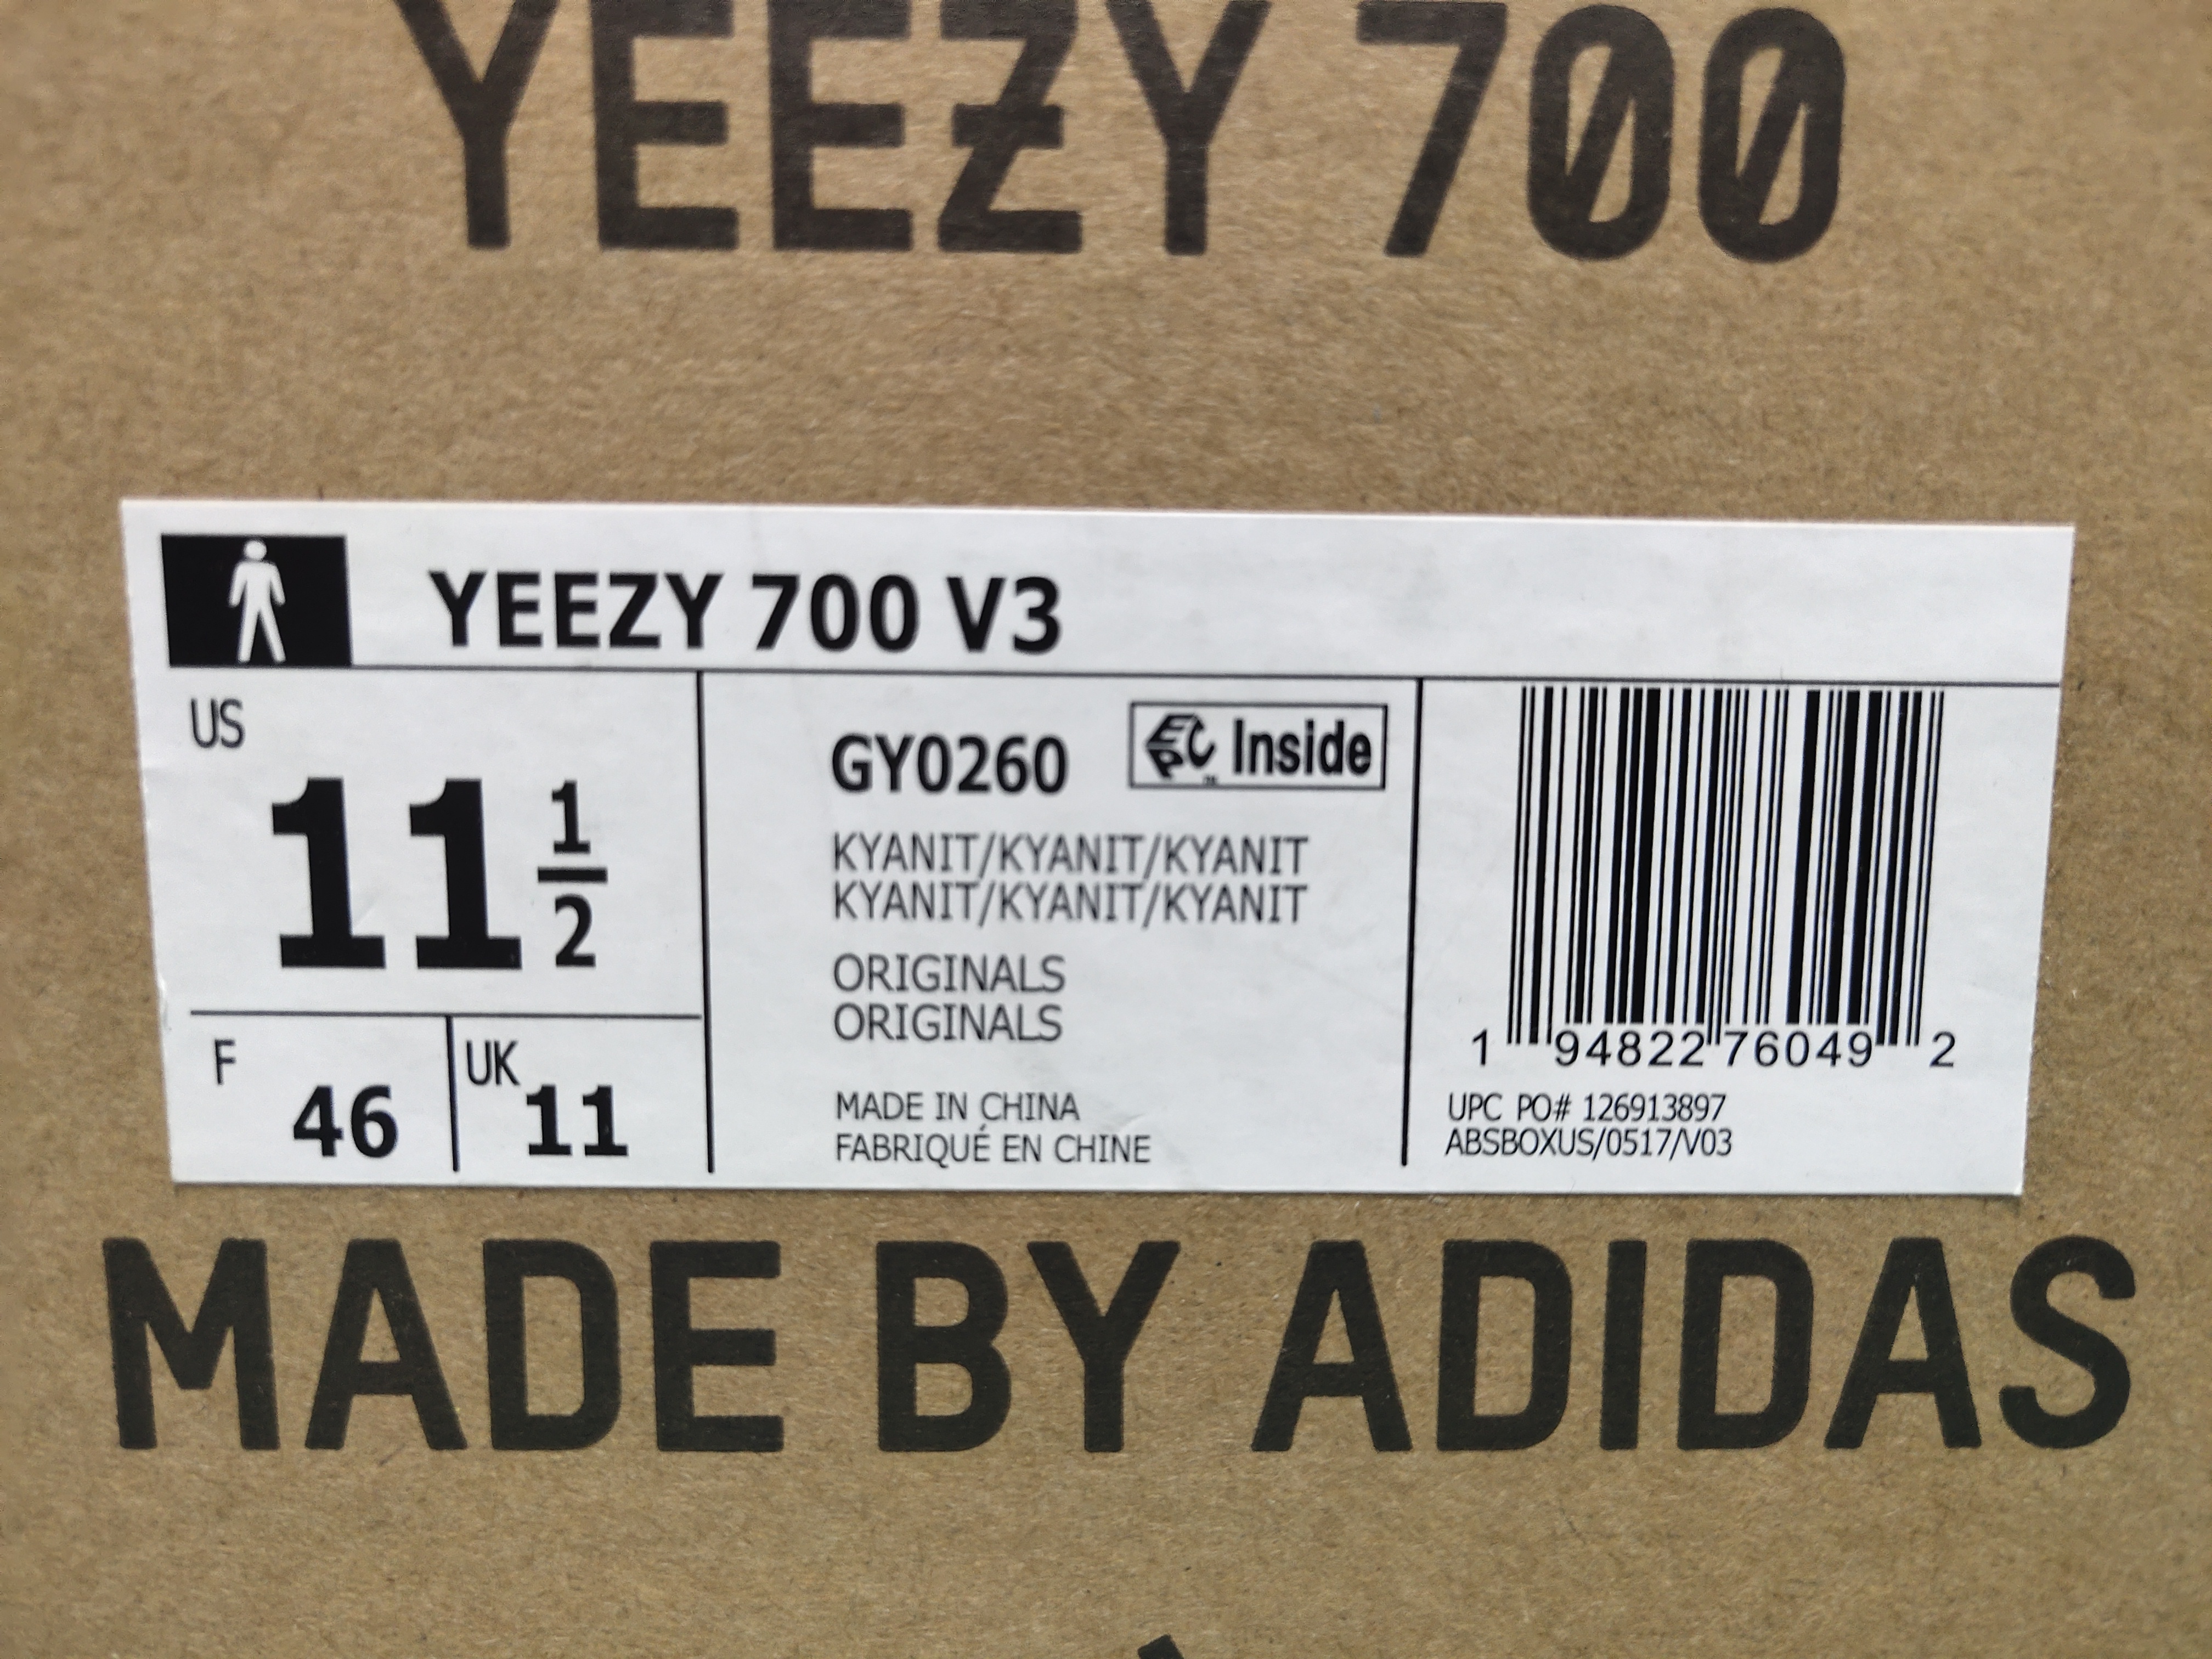 YEEZY 700
YEEZY 700 V3
US
11 1/2
F 46
UK 11
GY0260
EPC Inside
KYANIT/KYANIT/KYANIT
KYANIT/KYANIT/KYANIT
ORIGINALS
ORIGINALS
MADE IN CHINA
FABRIQUÉ EN CHINE
1 94822 76049 2
UPC PO# 126913897
ABSBOXUS/0517/V03
MADE BY ADIDAS